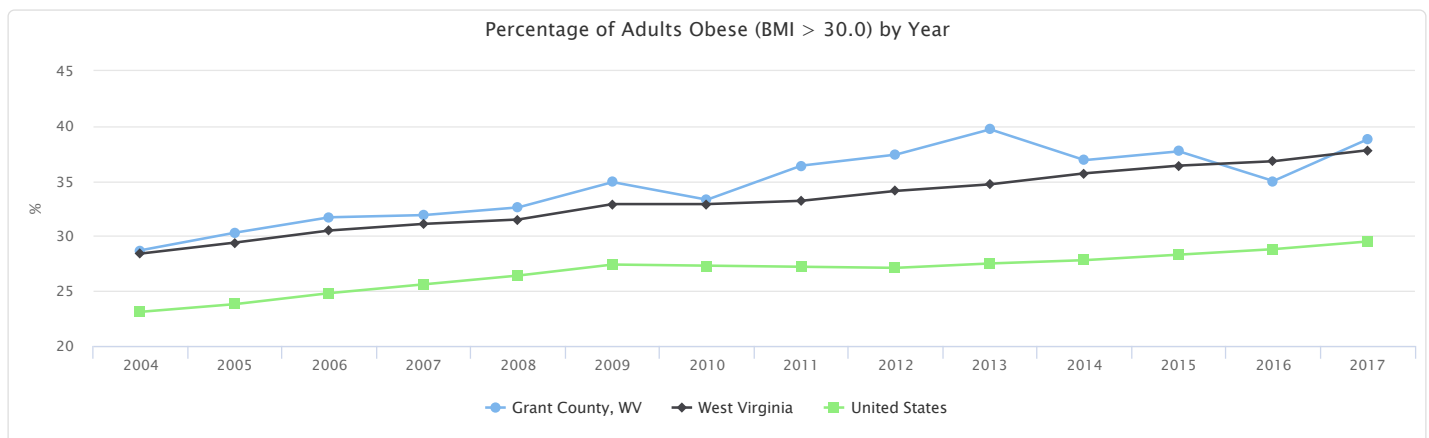 Percentage of Adults Obese (BMI > 30.0) by Year
45
40
35
%
30
25
20
2004 2005 2006 2007 2008 2009 2010 2011 2012 2013 2014 2015 2016 2017
Grant County, WV West Virginia United States